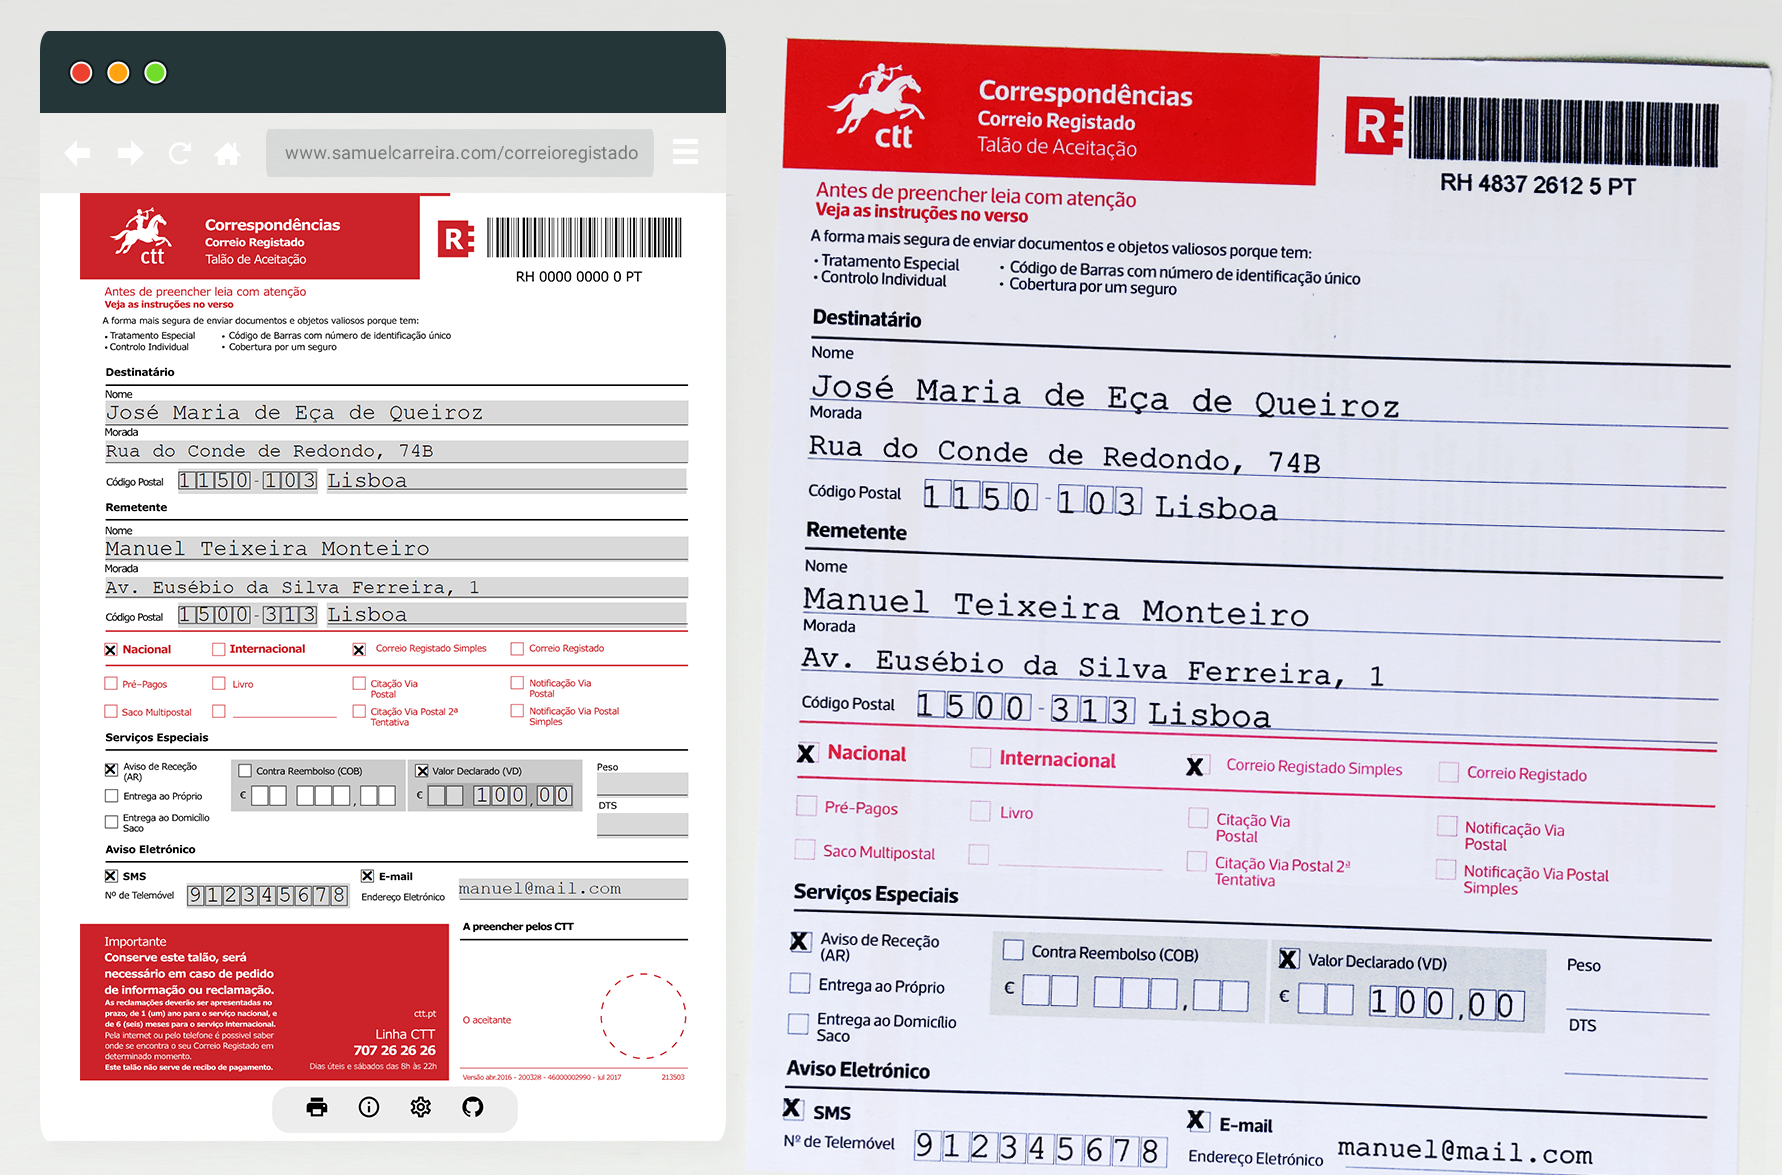 www.samuelcarreira.com/correioregistado
ctt
Correspondências
Correio Registado
Talão de Aceitação
R
RH 0000 0000 0 PT
Antes de preencher leia com atenção
Veja as instruções no verso
A forma mais segura de enviar documentos e objetos valiosos porque tem:
• Tratamento Especial • Código de Barras com número de identificação único
• Controlo Individual • Cobertura por um seguro
Destinatário
Nome
José Maria de Eça de Queiroz
Morada
Rua do Conde de Redondo, 74B
Código Postal 1150-103 Lisboa
Remetente
Nome
Manuel Teixeira Monteiro
Morada
Av. Eusébio da Silva Ferreira, 1
Código Postal 1500-313 Lisboa
X Nacional Internacional X Correio Registado Simples Correio Registado
Pré-Pagos Livro Citação Via Postal Notificação Via Postal
Saco Multipostal Citação Via Postal 2ª Tentativa Notificação Via Postal Simples
Serviços Especiais
X Aviso de Receção (AR) Contra Reembolso (COB) X Valor Declarado (VD) Peso
Entrega ao Próprio € , € 100,00 DTS
Entrega ao Domicílio Saco
Aviso Eletrónico
X SMS X E-mail
Nº de Telemóvel 912345678 Endereço Eletrónico manuel@mail.com
Importante
Conserve este talão, será
necessário em caso de pedido
de informação ou reclamação.
As reclamações deverão ser apresentadas no
prazo, de 1 (um) ano para o serviço nacional, e
de 6 (seis) meses para o serviço internacional.
Pela internet ou pelo telefone é possivel saber
onde se encontra o seu Correio Registado em
determinado momento.
Este talão não serve de recibo de pagamento.
ctt.pt
Linha CTT
707 26 26 26
Dias úteis e sábados das 8h às 22h
A preencher pelos CTT
O aceitante
Versão abr.2016 - 200328 - 46000002990 - jul 2017 213503
ctt
Correspondências
Correio Registado
Talão de Aceitação
R
RH 4837 2612 5 PT
Antes de preencher leia com atenção
Veja as instruções no verso
A forma mais segura de enviar documentos e objetos valiosos porque tem:
• Tratamento Especial • Código de Barras com número de identificação único
• Controlo Individual • Cobertura por um seguro
Destinatário
Nome
José Maria de Eça de Queiroz
Morada
Rua do Conde de Redondo, 74B
Código Postal 1150-103 Lisboa
Remetente
Nome
Manuel Teixeira Monteiro
Morada
Av. Eusébio da Silva Ferreira, 1
Código Postal 1500-313 Lisboa
X Nacional Internacional X Correio Registado Simples Correio Registado
Pré-Pagos Livro Citação Via Postal Notificação Via Postal
Saco Multipostal Citação Via Postal 2ª Tentativa Notificação Via Postal Simples
Serviços Especiais
X Aviso de Receção (AR) Contra Reembolso (COB) X Valor Declarado (VD) Peso
Entrega ao Próprio € , € 100,00 DTS
Entrega ao Domicílio Saco
Aviso Eletrónico
X SMS X E-mail
Nº de Telemóvel 912345678 Endereço Eletrónico manuel@mail.com